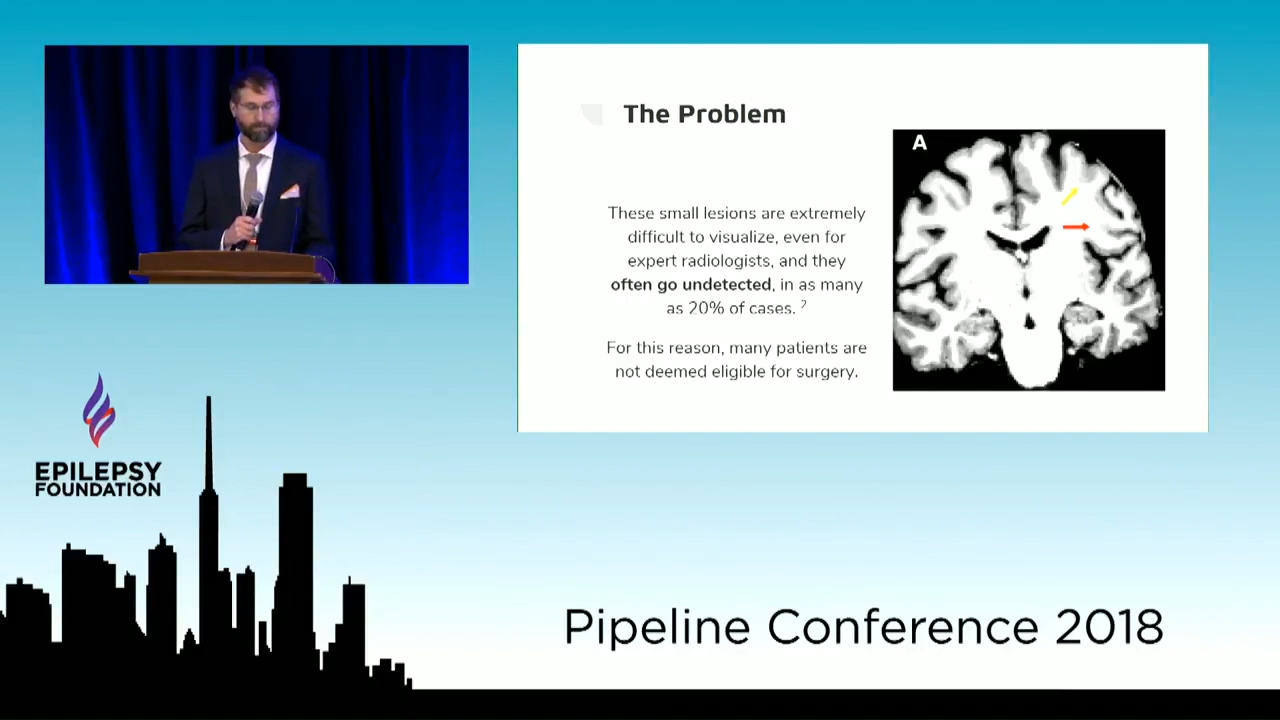 The Problem
A
These small lesions are extremely
difficult to visualize, even for
expert radiologists, and they
often go undetected, in as many
as 20% of cases. 7
For this reason, many patients are
not deemed eligible for surgery.
EPILEPSY
FOUNDATION
Pipeline Conference 2018